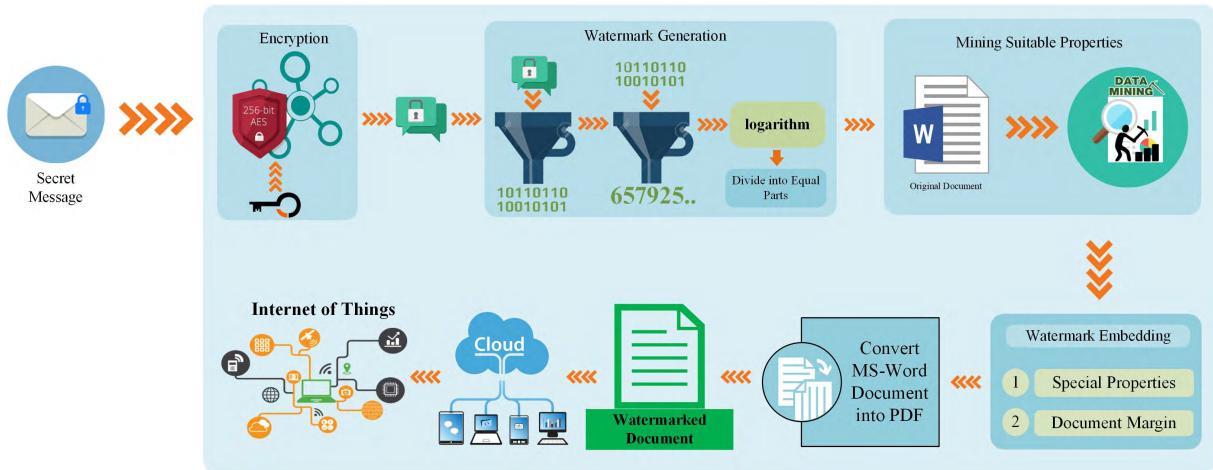 Secret
Message
Encryption
256-bit
AES
Watermark Generation
10110110
10010101
657925..
10110110
10010101
logarithm
Divide into Equal
Parts
Mining Suitable Properties
W
Original Document
DATA
MINING
Watermark Embedding
1 Special Properties
2 Document Margin
Convert
MS-Word
Document
into PDF
Watermarked
Document
Cloud
Internet of Things